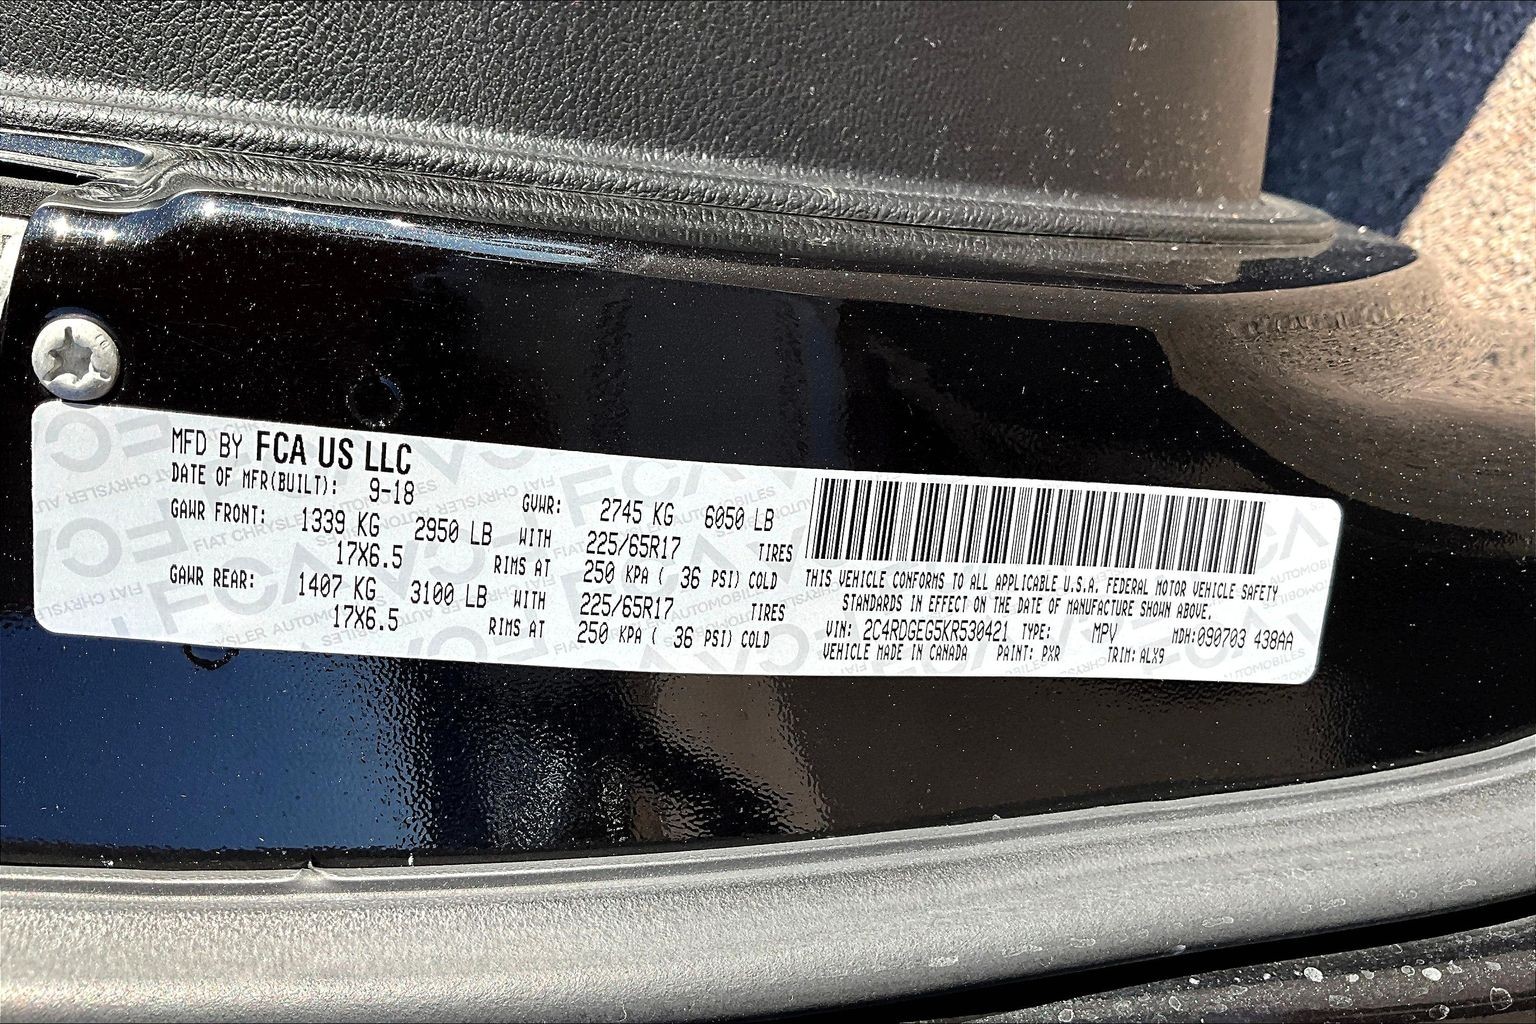 MFD BY FCA US LLC
DATE OF MFR(BUILT): 9-18 GVWR: 2745 KG 6050 LB
GAWR FRONT: 1339 KG 2950 LB WITH 225/65R17 TIRES
17X6.5 RIMS AT 250 KPA ( 36 PSI) COLD
GAWR REAR: 1407 KG 3100 LB WITH 225/65R17 TIRES
17X6.5 RIMS AT 250 KPA ( 36 PSI) COLD
THIS VEHICLE CONFORMS TO ALL APPLICABLE U.S.A. FEDERAL MOTOR VEHICLE SAFETY
STANDARDS IN EFFECT ON THE DATE OF MANUFACTURE SHOWN ABOVE.
VIN: 2C4RDGEG5KR530421 TYPE: MPV MDH:090703 438AA
VEHICLE MADE IN CANADA PAINT: PXR TRIM: ALX9